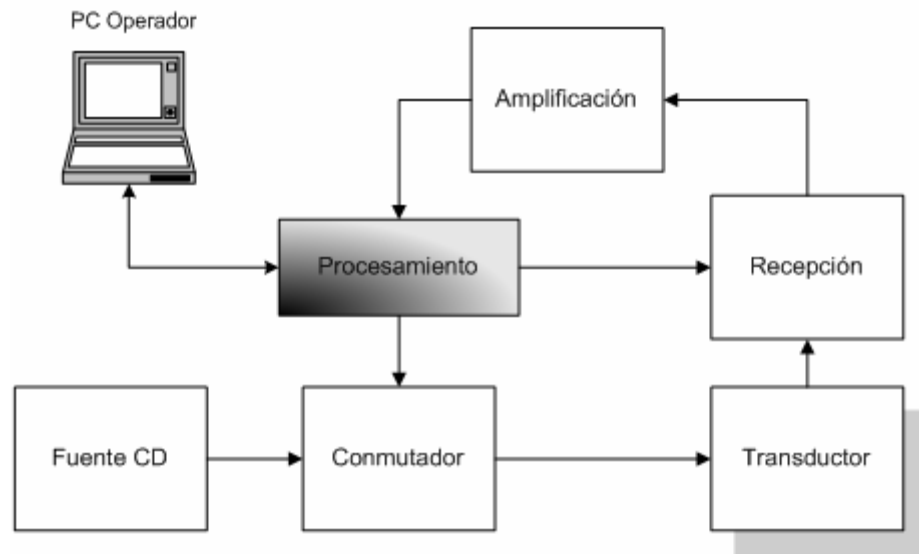 PC Operador
Amplificación
Procesamiento
Recepción
Fuente CD
Conmutador
Transductor